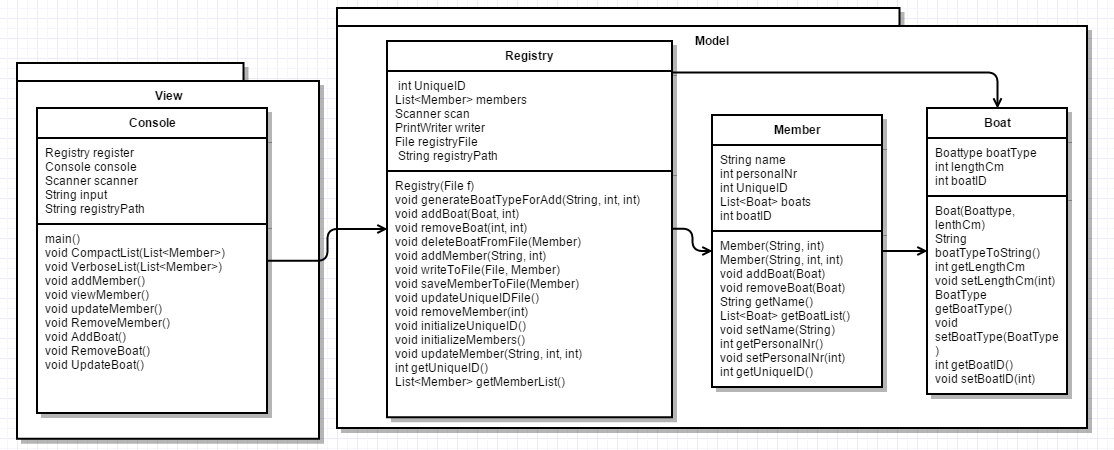 View
Console
Registry register
Console console
Scanner scanner
String input
String registryPath
main()
void CompactList(List<Member>)
void VerboseList(List<Member>)
void addMember()
void viewMember()
void updateMember()
void RemoveMember()
void AddBoat()
void RemoveBoat()
void UpdateBoat()
Model
Registry
int UniqueID
List<Member> members
Scanner scan
PrintWriter writer
File registryFile
String registryPath
Registry(File f)
void generateBoatTypeForAdd(String, int, int)
void addBoat(Boat, int)
void removeBoat(int, int)
void deleteBoatFromFile(Member)
void addMember(String, int)
void writeToFile(File, Member)
void saveMemberToFile(Member)
void updateUniqueIDFile()
void removeMember(int)
void initializeUniqueID()
void initializeMembers()
void updateMember(String, int, int)
int getUniqueID()
List<Member> getMemberList()
Member
String name
int personalNr
int UniqueID
List<Boat> boats
int boatID
Member(String, int)
Member(String, int, int)
void addBoat(Boat)
void removeBoat(Boat)
String getName()
List<Boat> getBoatList()
void setName(String)
int getPersonalNr()
void setPersonalNr(int)
int getUniqueID()
Boat
Boattype boatType
int lengthCm
int boatID
Boat(Boattype,
lenthCm)
String
boatTypeToString()
int getLengthCm
void setLengthCm(int)
BoatType
getBoatType()
void
setBoatType(BoatType
)
int getBoatID()
void setBoatID(int)